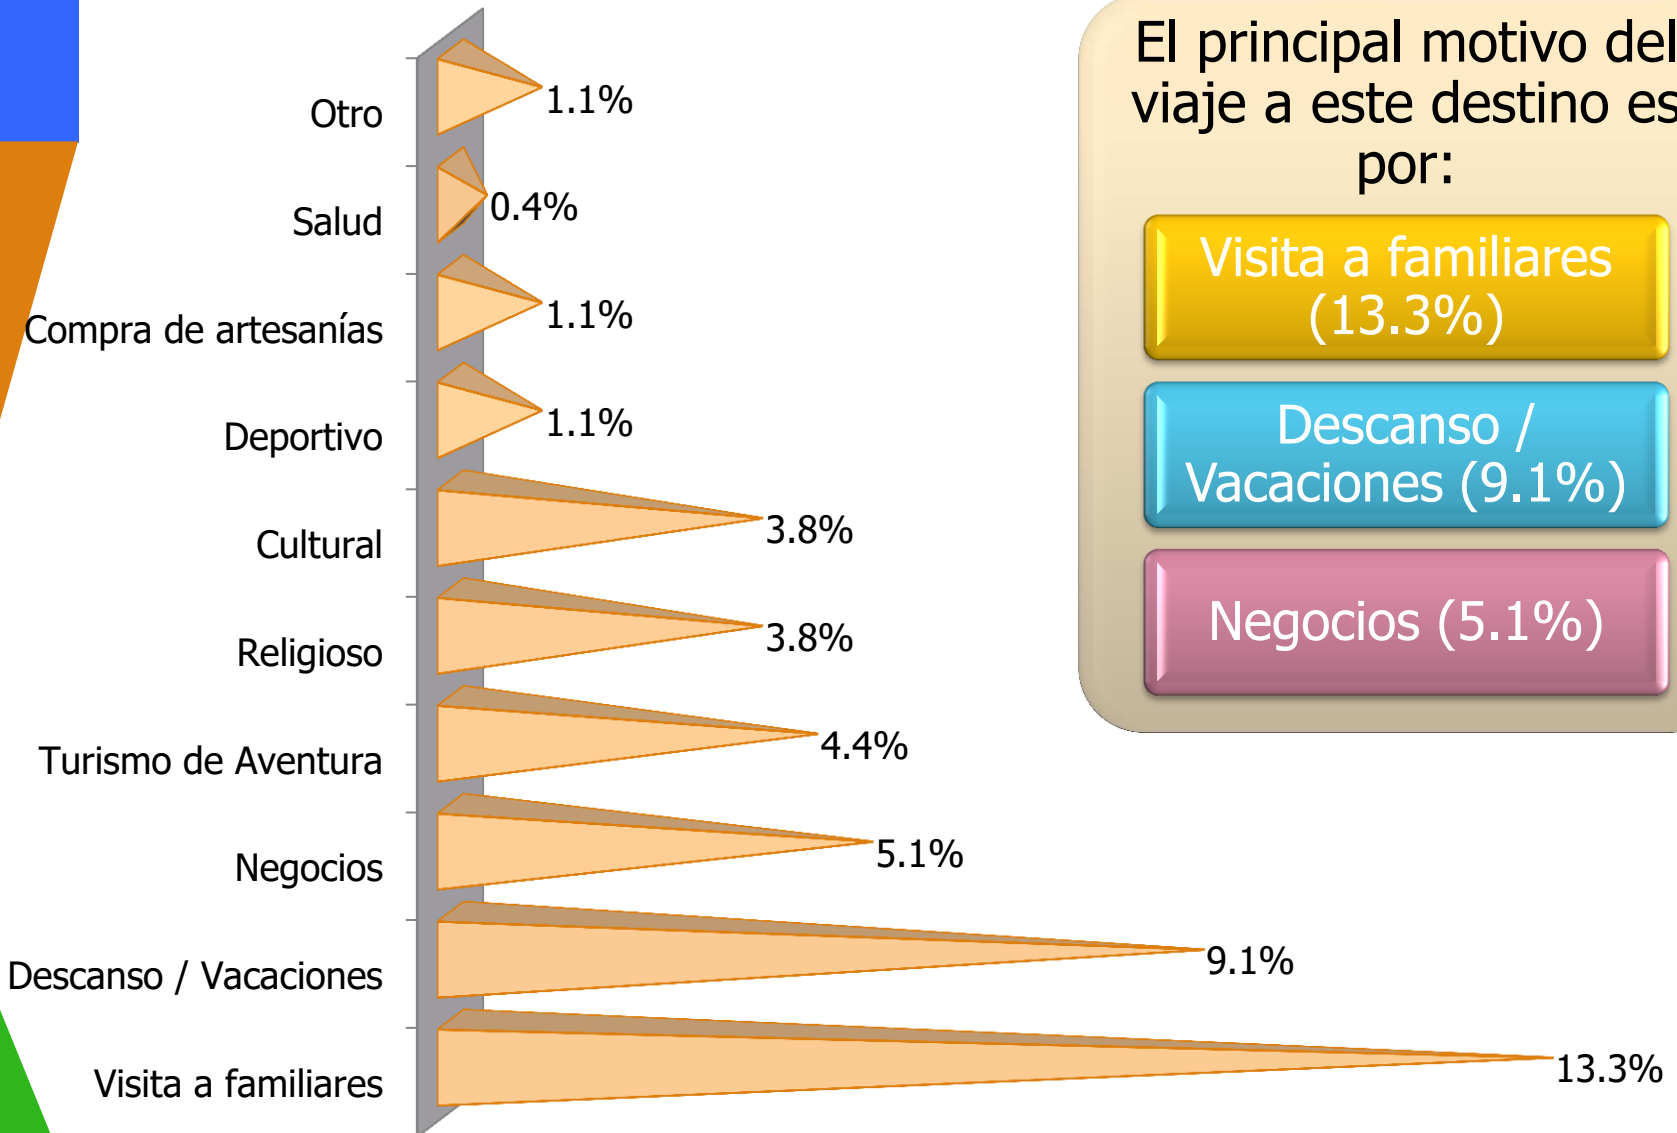 Otro 1.1%
Salud 0.4%
Compra de artesanías 1.1%
Deportivo 1.1%
Cultural 3.8%
Religioso 3.8%
Turismo de Aventura 4.4%
Negocios 5.1%
Descanso / Vacaciones 9.1%
Visita a familiares 13.3%
El principal motivo del
viaje a este destino es
por:
Visita a familiares
(13.3%)
Descanso /
Vacaciones (9.1%)
Negocios (5.1%)